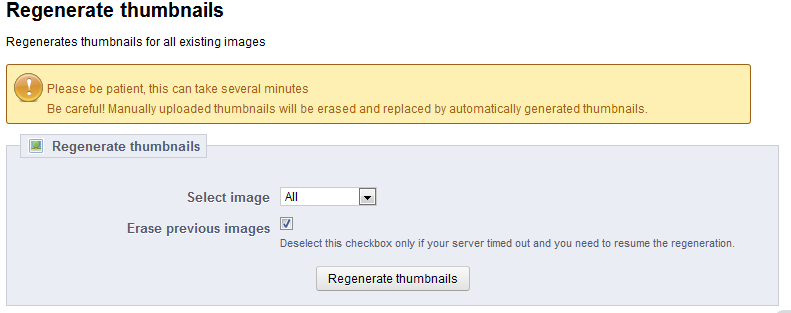 Regenerate thumbnails
Regenerates thumbnails for all existing images
Please be patient, this can take several minutes
Be careful! Manually uploaded thumbnails will be erased and replaced by automatically generated thumbnails.
Regenerate thumbnails
Select image All
Erase previous images
Deselect this checkbox only if your server timed out and you need to resume the regeneration.
Regenerate thumbnails